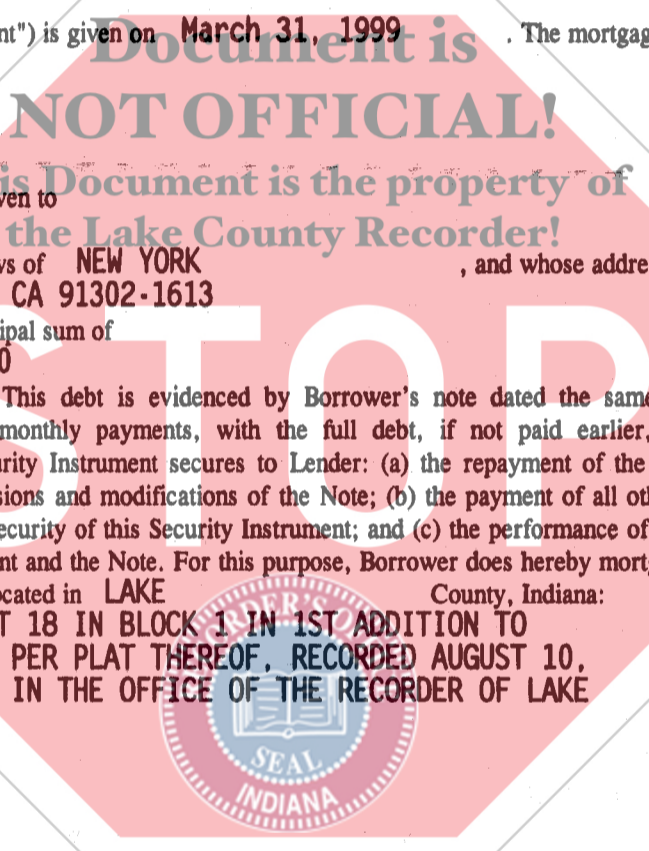 nt") is given on March 31, 1999 . The mortgag
Document is
NOT OFFICIAL!
is Document is the property of
ven to
the Lake County Recorder!
ws of NEW YORK , and whose addre
CA 91302-1613
ipal sum of
0
STOP
This debt is evidenced by Borrower's note dated the same
monthly payments, with the full debt, if not paid earlier,
urity Instrument secures to Lender: (a) the repayment of the
sions and modifications of the Note; (b) the payment of all oth
ecurity of this Security Instrument; and (c) the performance of
nt and the Note. For this purpose, Borrower does hereby mort
ocated in LAKE County, Indiana:
T 18 IN BLOCK 1 IN 1ST ADDITION TO
PER PLAT THEREOF, RECORDED AUGUST 10,
IN THE OFFICE OF THE RECORDER OF LAKE
SEAL
INDIANA